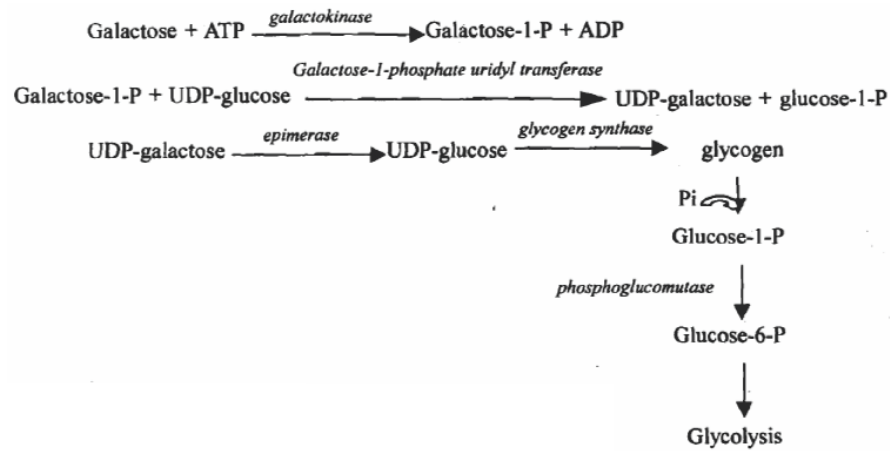 galactokinase
Galactose + ATP Galactose-1-P + ADP
Galactose-1-phosphate uridyl transferase
Galactose-1-P + UDP-glucose UDP-galactose + glucose-1-P
epimerase glycogen synthase
UDP-galactose UDP-glucose glycogen
Pi
Glucose-1-P
phosphoglucomutase
Glucose-6-P
Glycolysis